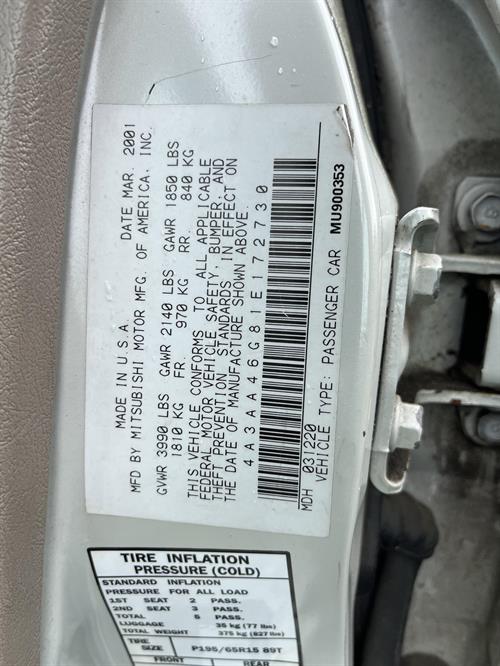 MADE IN U.S.A. DATE MAR. 2001
MFD BY MITSUBISHI MOTOR MFG. OF AMERICA, INC.
GVWR 3990 LBS GAWR 2140 LBS GAWR 1850 LBS
1810 KG FR. 970 KG RR. 840 KG
THIS VEHICLE CONFORMS TO ALL APPLICABLE
FEDERAL MOTOR VEHICLE SAFETY, BUMPER, AND
THEFT PREVENTION STANDARDS IN EFFECT ON
THE DATE OF MANUFACTURE SHOWN ABOVE.
4A3AA46G81E172730
MDH 031220
VEHICLE TYPE: PASSENGER CAR MU900353
TIRE INFLATION
PRESSURE (COLD)
STANDARD INFLATION
PRESSURE FOR ALL LOAD
1ST SEAT 2 PASS.
2ND SEAT 3 PASS.
TOTAL 5 PASS.
LUGGAGE 35 kg (77 lbs)
TOTAL WEIGHT 375 kg (827 lbs)
TIRE SIZE P195/65R15 89T
FRONT REAR